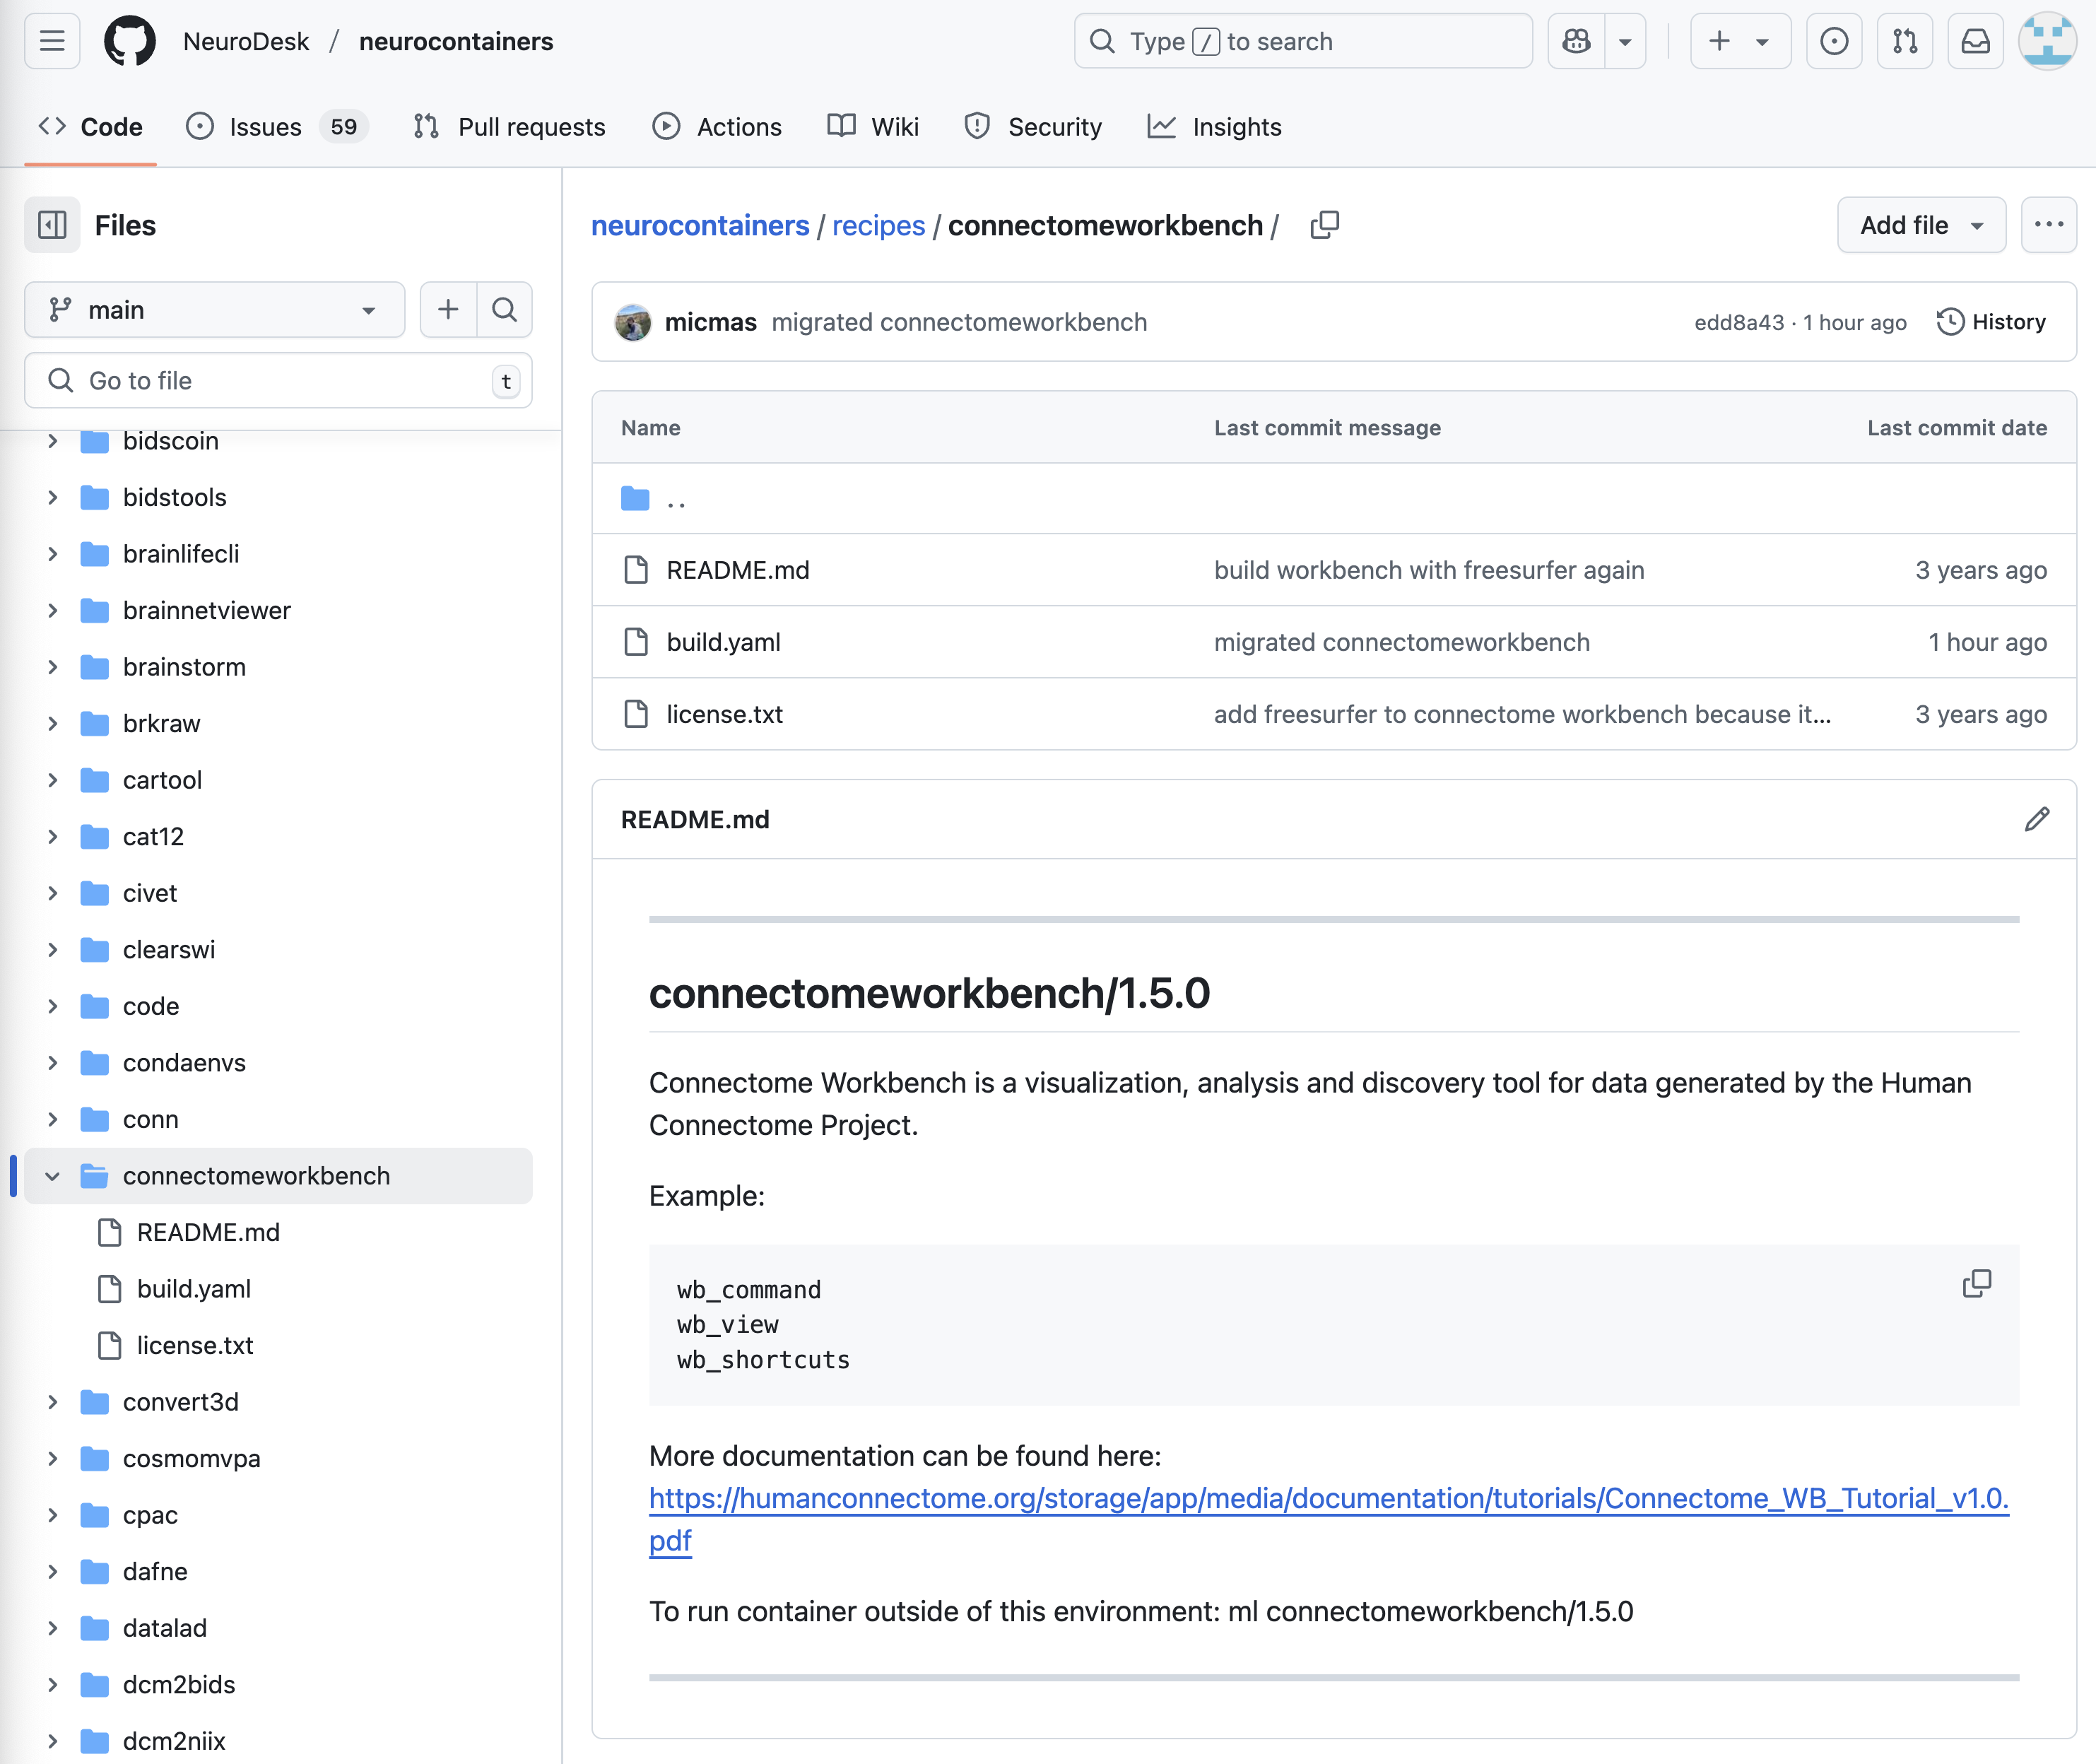 NeuroDesk / neurocontainers
Type / to search
Code
Issues 59
Pull requests
Actions
Wiki
Security
Insights
Files
main
Go to file
t
bidscoin
bidstools
brainlifecli
brainnetviewer
brainstorm
brkraw
cartool
cat12
civet
clearswi
code
condaenvs
conn
connectomeworkbench
README.md
build.yaml
license.txt
convert3d
cosmomvpa
cpac
dafne
datalad
dcm2bids
dcm2niix
neurocontainers / recipes / connectomeworkbench /
Add file
micmas migrated connectomeworkbench
edd8a43 · 1 hour ago
History
Name Last commit message Last commit date
..
README.md build workbench with freesurfer again 3 years ago
build.yaml migrated connectomeworkbench 1 hour ago
license.txt add freesurfer to connectome workbench because it... 3 years ago
README.md
connectomeworkbench/1.5.0
Connectome Workbench is a visualization, analysis and discovery tool for data generated by the Human
Connectome Project.
Example:
wb_command
wb_view
wb_shortcuts
More documentation can be found here:
https://humanconnectome.org/storage/app/media/documentation/tutorials/Connectome_WB_Tutorial_v1.0.
pdf
To run container outside of this environment: ml connectomeworkbench/1.5.0